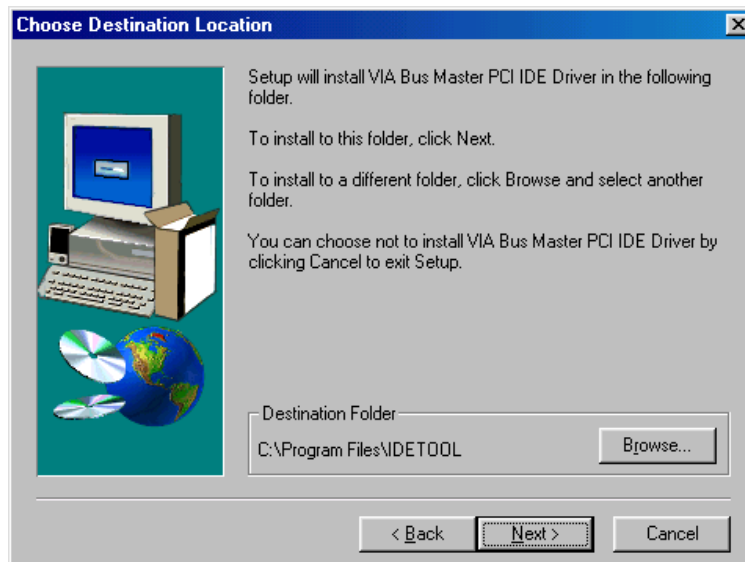 Choose Destination Location
Setup will install VIA Bus Master PCI IDE Driver in the following
folder.
To install to this folder, click Next.
To install to a different folder, click Browse and select another
folder.
You can choose not to install VIA Bus Master PCI IDE Driver by
clicking Cancel to exit Setup.
Destination Folder
C:\Program Files\IDETOOL
Browse...
< Back
Next >
Cancel